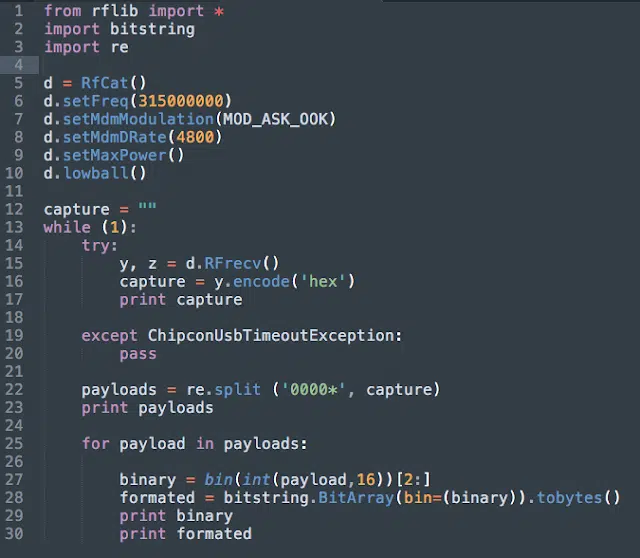 1 from rflib import *
2 import bitstring
3 import re
4
5 d = RfCat()
6 d.setFreq(315000000)
7 d.setMdmModulation(MOD_ASK_OOK)
8 d.setMdmDRate(4800)
9 d.setMaxPower()
10 d.lowball()
11
12 capture = ""
13 while (1):
14     try:
15         y, z = d.RFrecv()
16         capture = y.encode('hex')
17         print capture
18
19     except ChipconUsbTimeoutException:
20         pass
21
22     payloads = re.split ('0000*', capture)
23     print payloads
24
25     for payload in payloads:
26
27         binary = bin(int(payload,16))[2:]
28         formated = bitstring.BitArray(bin=(binary)).tobytes()
29         print binary
30         print formated